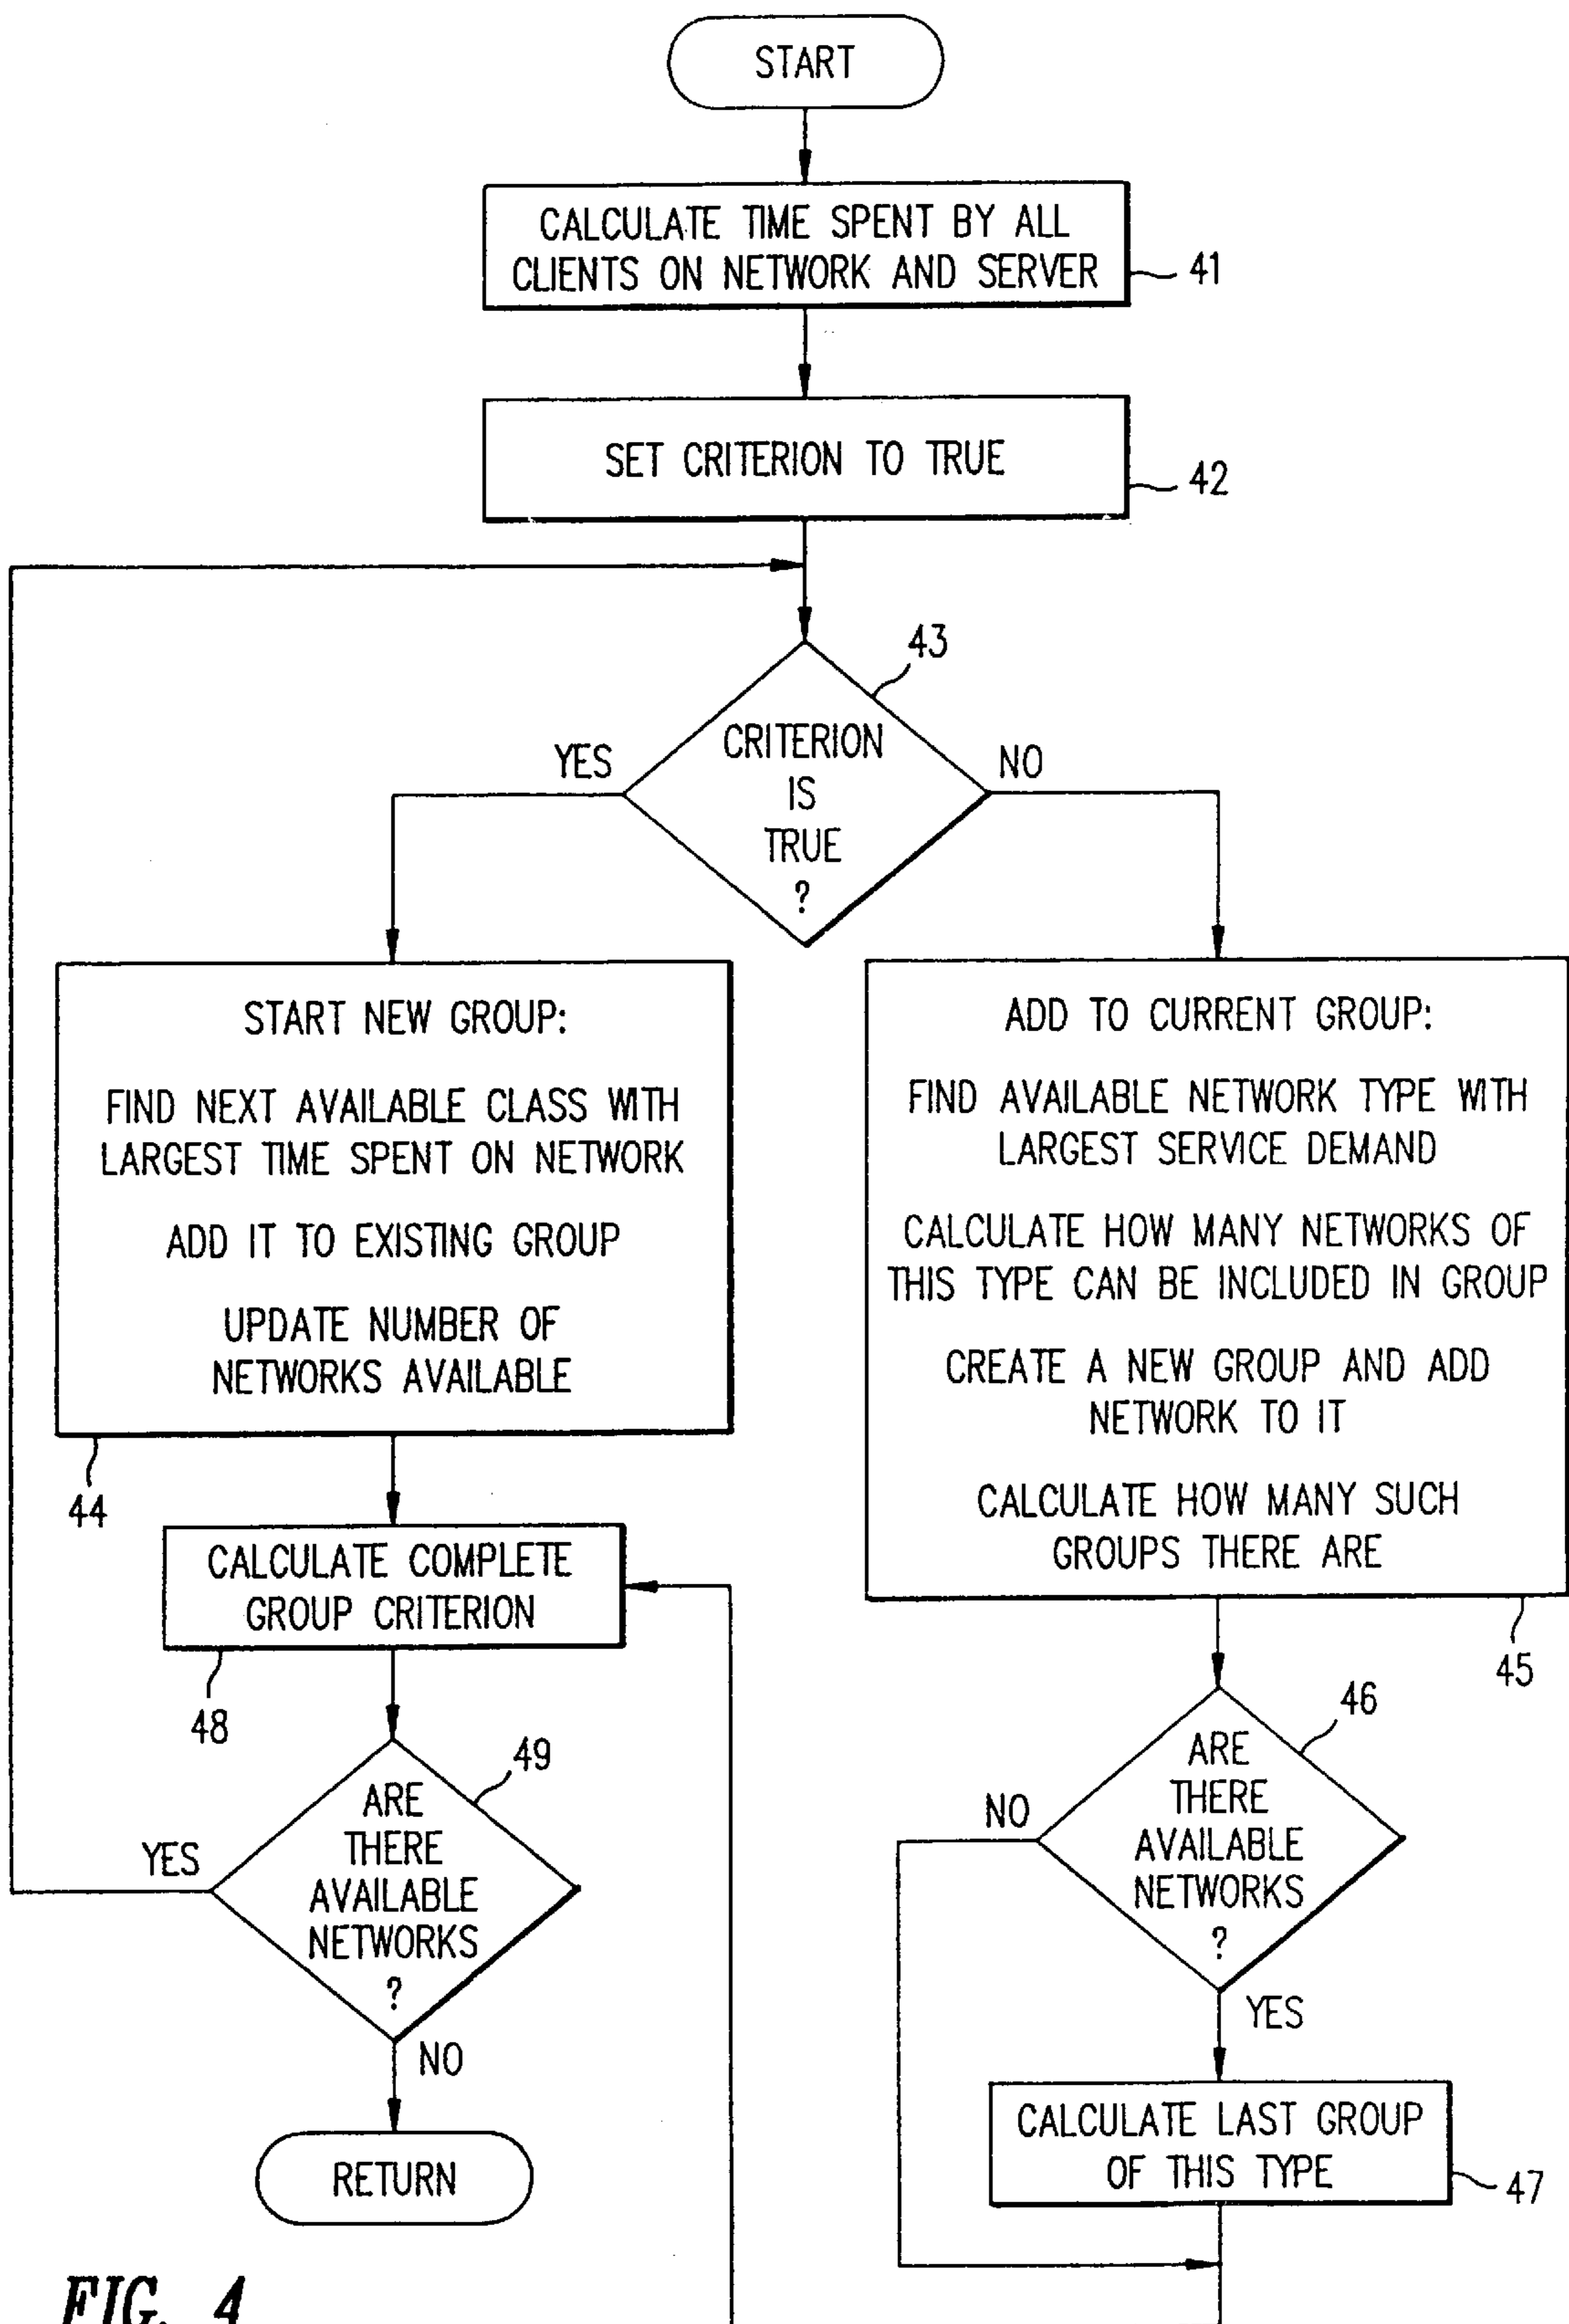 START
CALCULATE TIME SPENT BY ALL
CLIENTS ON NETWORK AND SERVER
41
SET CRITERION TO TRUE
42
43
CRITERION
IS
TRUE
?
YES
NO
START NEW GROUP:
FIND NEXT AVAILABLE CLASS WITH
LARGEST TIME SPENT ON NETWORK
ADD IT TO EXISTING GROUP
UPDATE NUMBER OF
NETWORKS AVAILABLE
44
ADD TO CURRENT GROUP:
FIND AVAILABLE NETWORK TYPE WITH
LARGEST SERVICE DEMAND
CALCULATE HOW MANY NETWORKS OF
THIS TYPE CAN BE INCLUDED IN GROUP
CREATE A NEW GROUP AND ADD
NETWORK TO IT
CALCULATE HOW MANY SUCH
GROUPS THERE ARE
45
CALCULATE COMPLETE
GROUP CRITERION
48
49
ARE
THERE
AVAILABLE
NETWORKS
?
YES
NO
RETURN
46
ARE
THERE
AVAILABLE
NETWORKS
?
NO
YES
CALCULATE LAST GROUP
OF THIS TYPE
47
FIG. 4